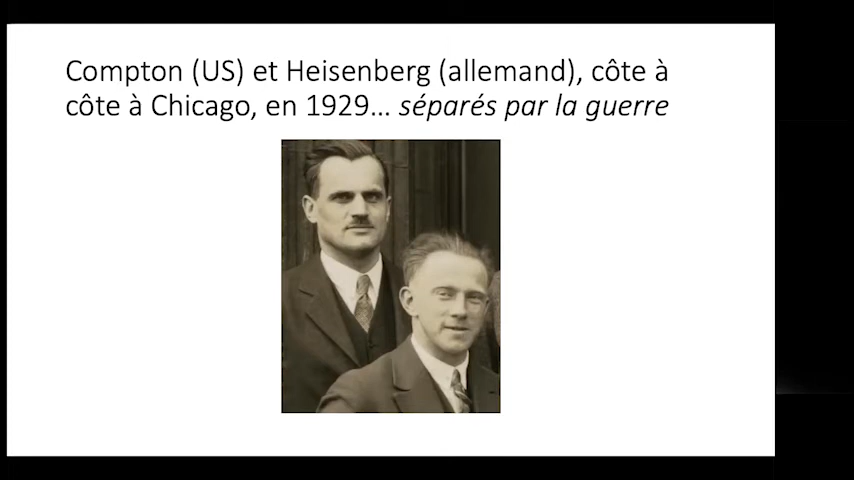 Compton (US) et Heisenberg (allemand), côte à
côte à Chicago, en 1929... séparés par la guerre